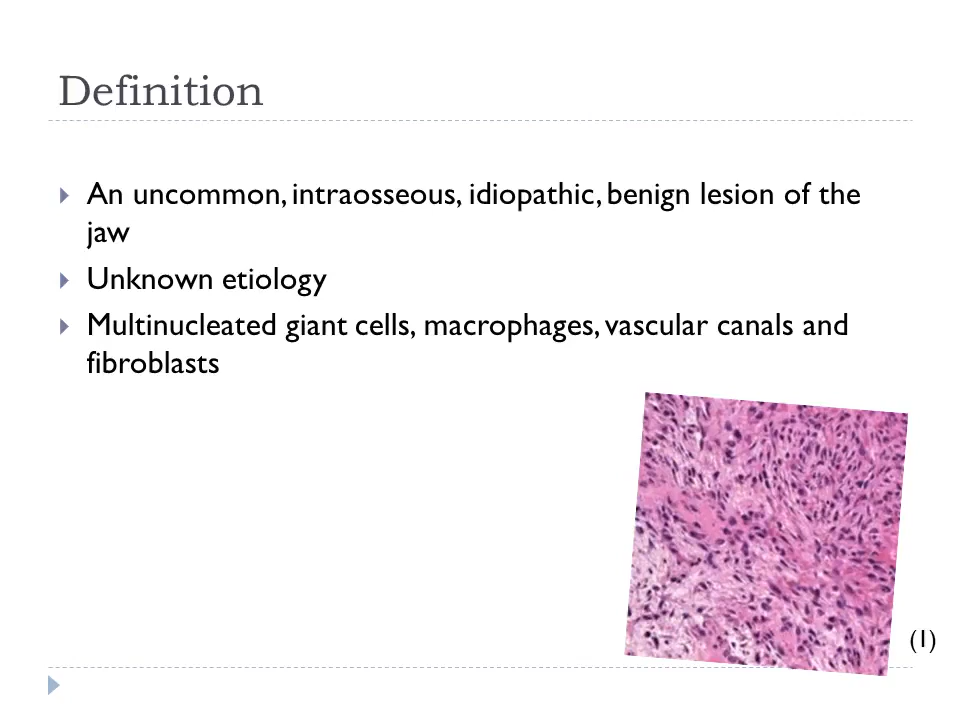 Definition
An uncommon, intraosseous, idiopathic, benign lesion of the
jaw
Unknown etiology
Multinucleated giant cells, macrophages, vascular canals and
fibroblasts
(1)